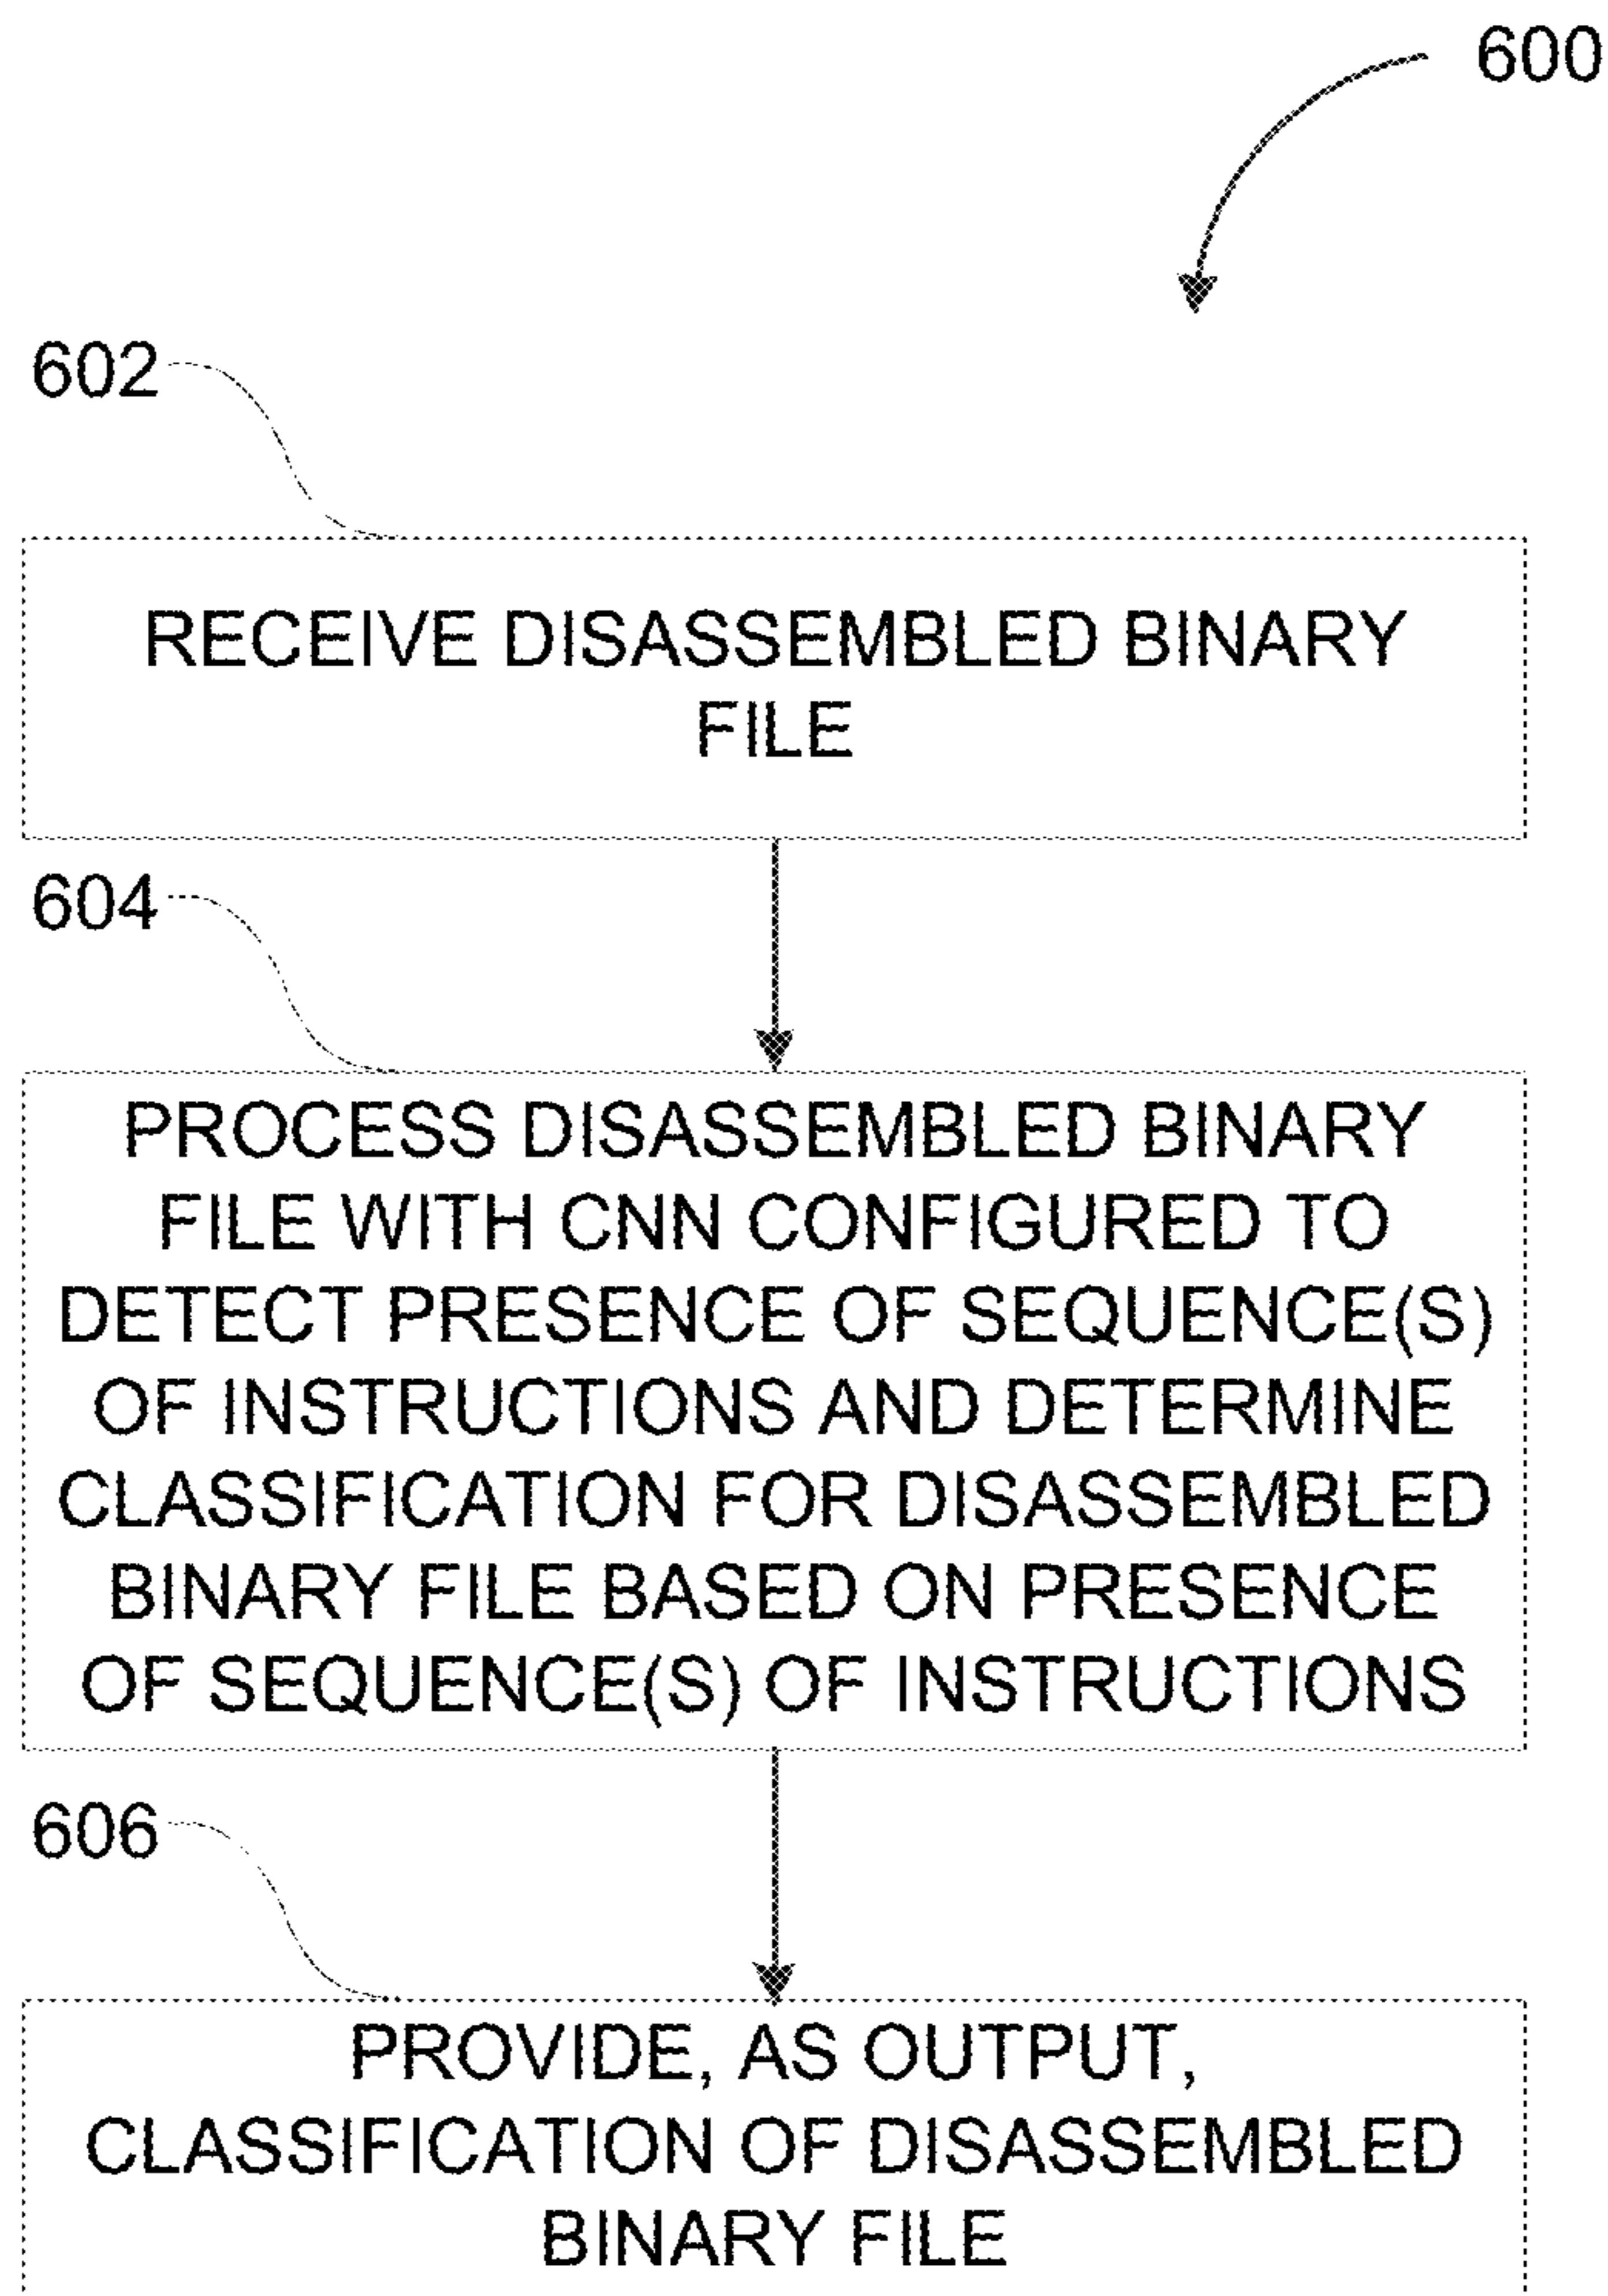 600
602
RECEIVE DISASSEMBLED BINARY
FILE
604
PROCESS DISASSEMBLED BINARY
FILE WITH CNN CONFIGURED TO
DETECT PRESENCE OF SEQUENCE(S)
OF INSTRUCTIONS AND DETERMINE
CLASSIFICATION FOR DISASSEMBLED
BINARY FILE BASED ON PRESENCE
OF SEQUENCE(S) OF INSTRUCTIONS
606
PROVIDE, AS OUTPUT,
CLASSIFICATION OF DISASSEMBLED
BINARY FILE